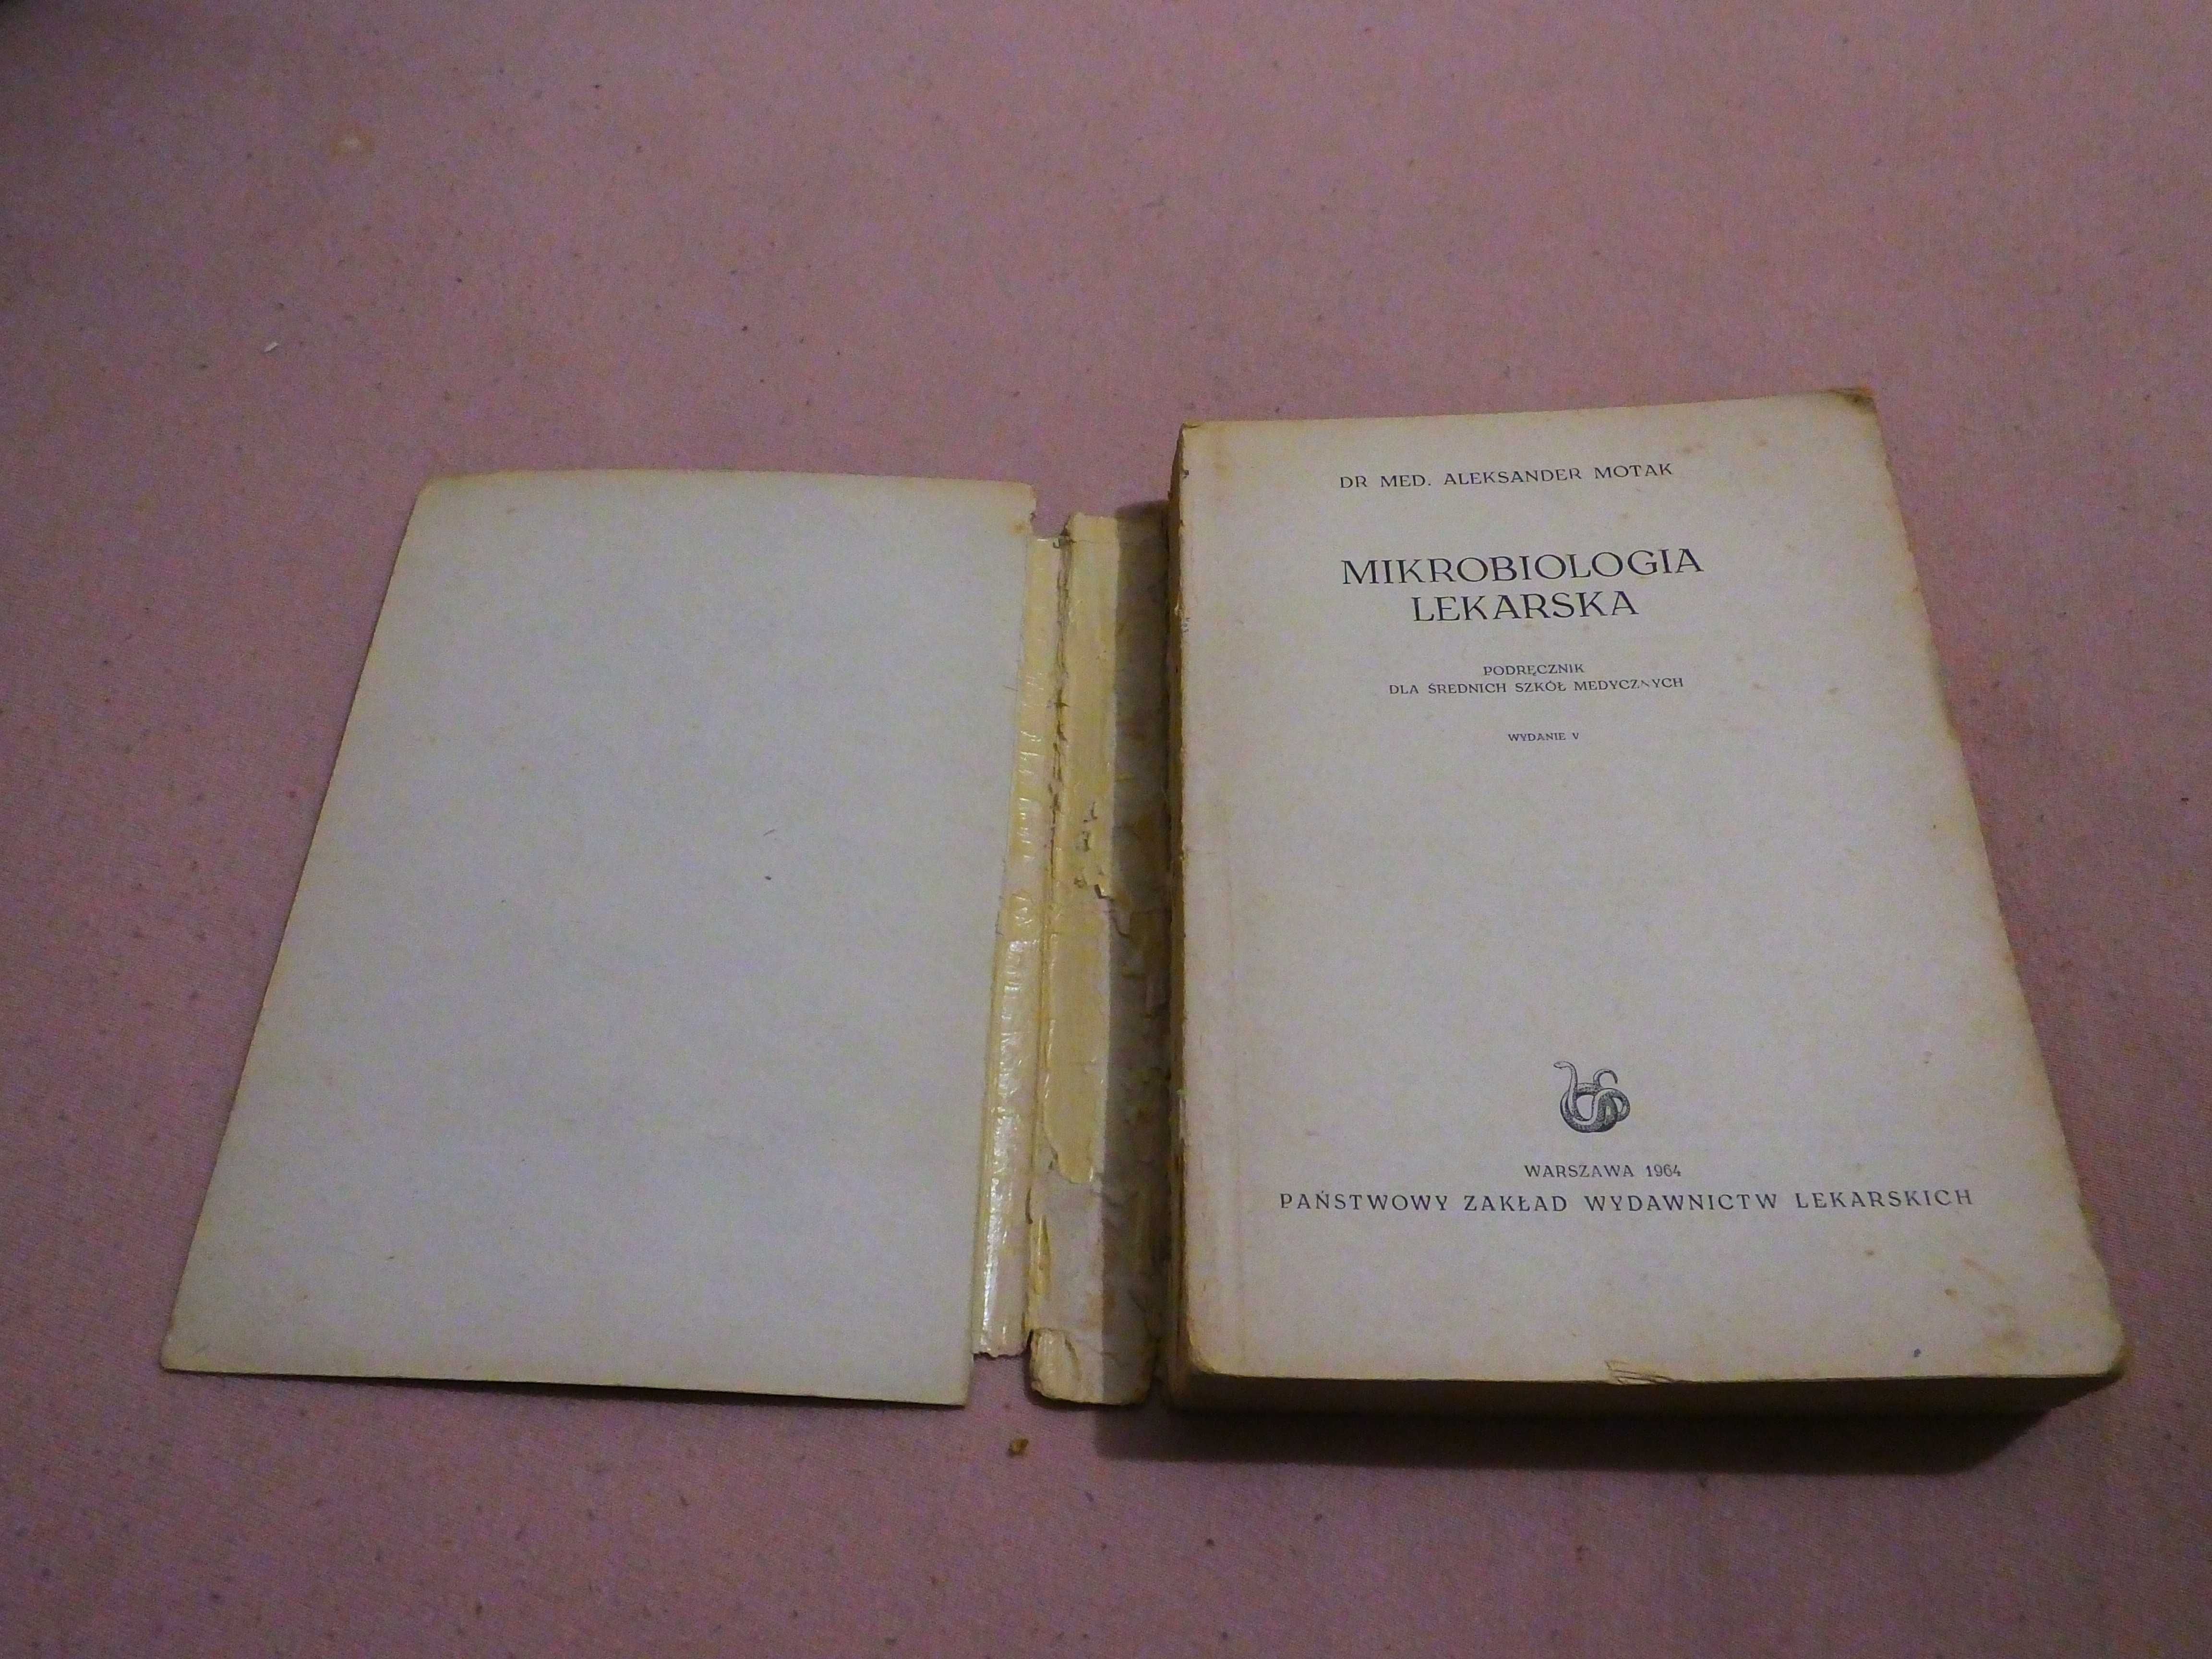 DR MED. ALEKSANDER MOTAK
MIKROBIOLOGIA
LEKARSKA
PODRĘCZNIK
DLA ŚREDNICH SZKÓŁ MEDYCZNYCH
WYDANIE V
WARSZAWA 1964
PAŃSTWOWY ZAKŁAD WYDAWNICTW LEKARSKICH